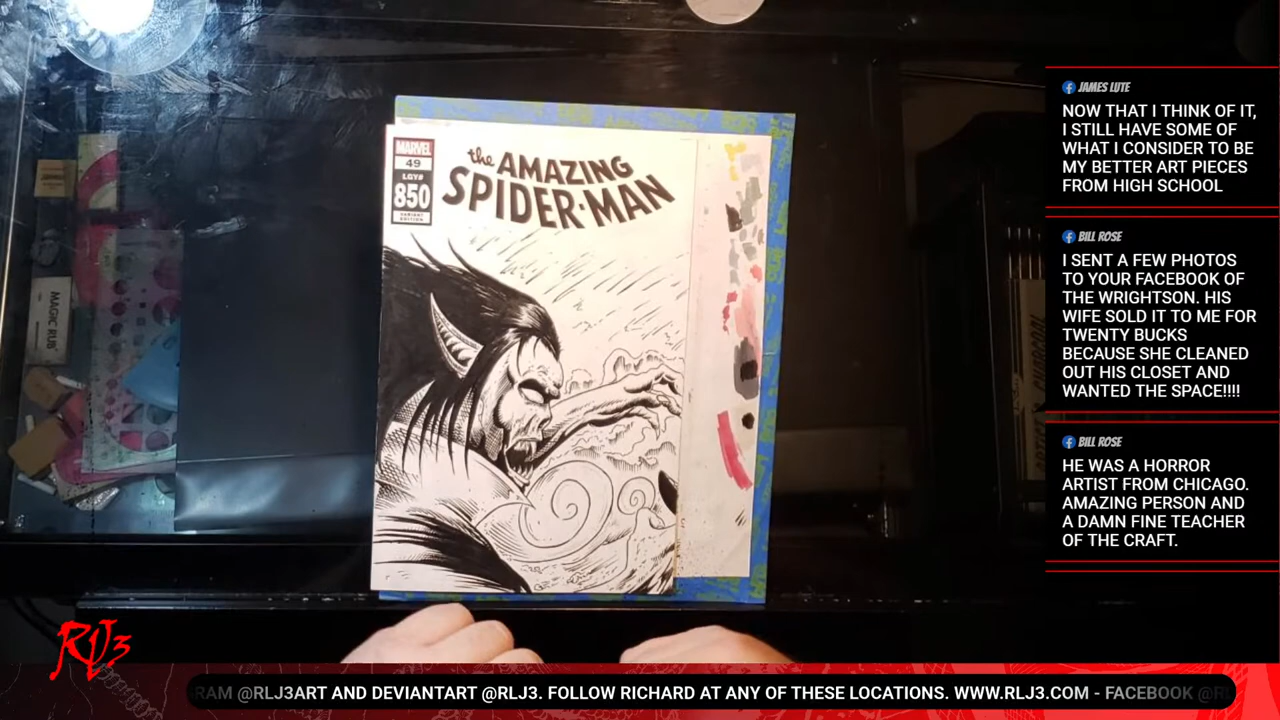 MARVEL
49
LGY#
850
VARIANT
EDITION
the AMAZING
SPIDER-MAN
MAGIC RUB
CHARCOAL
JAMES LUTE
NOW THAT I THINK OF IT,
I STILL HAVE SOME OF
WHAT I CONSIDER TO BE
MY BETTER ART PIECES
FROM HIGH SCHOOL
BILL ROSE
I SENT A FEW PHOTOS
TO YOUR FACEBOOK OF
THE WRIGHTSON. HIS
WIFE SOLD IT TO ME FOR
TWENTY BUCKS
BECAUSE SHE CLEANED
OUT HIS CLOSET AND
WANTED THE SPACE!!!!
BILL ROSE
HE WAS A HORROR
ARTIST FROM CHICAGO.
AMAZING PERSON AND
A DAMN FINE TEACHER
OF THE CRAFT.
RLJ3
RAM @RLJ3ART AND DEVIANTART @RLJ3. FOLLOW RICHARD AT ANY OF THESE LOCATIONS. WWW.RLJ3.COM - FACEBOOK @RL